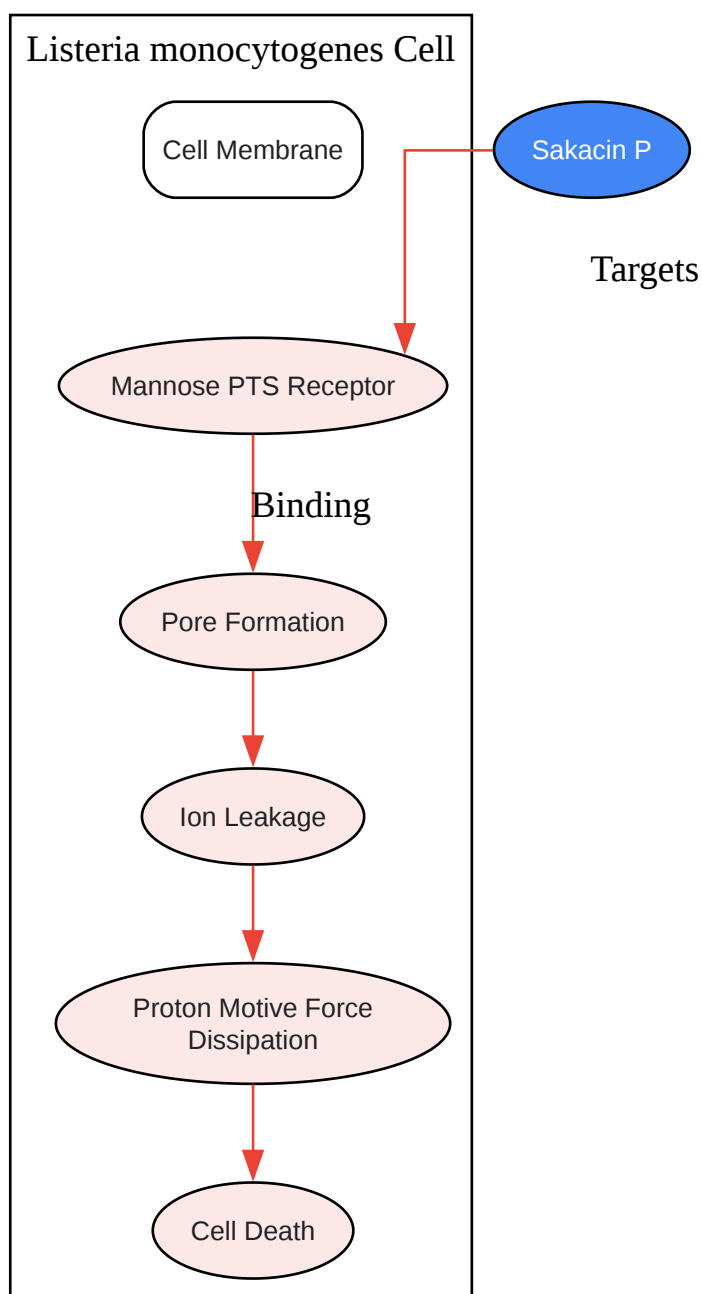 Listeria monocytogenes Cell
Cell Membrane
Sakacin P
Targets
Mannose PTS Receptor
Binding
Pore Formation
Ion Leakage
Proton Motive Force
Dissipation
Cell Death